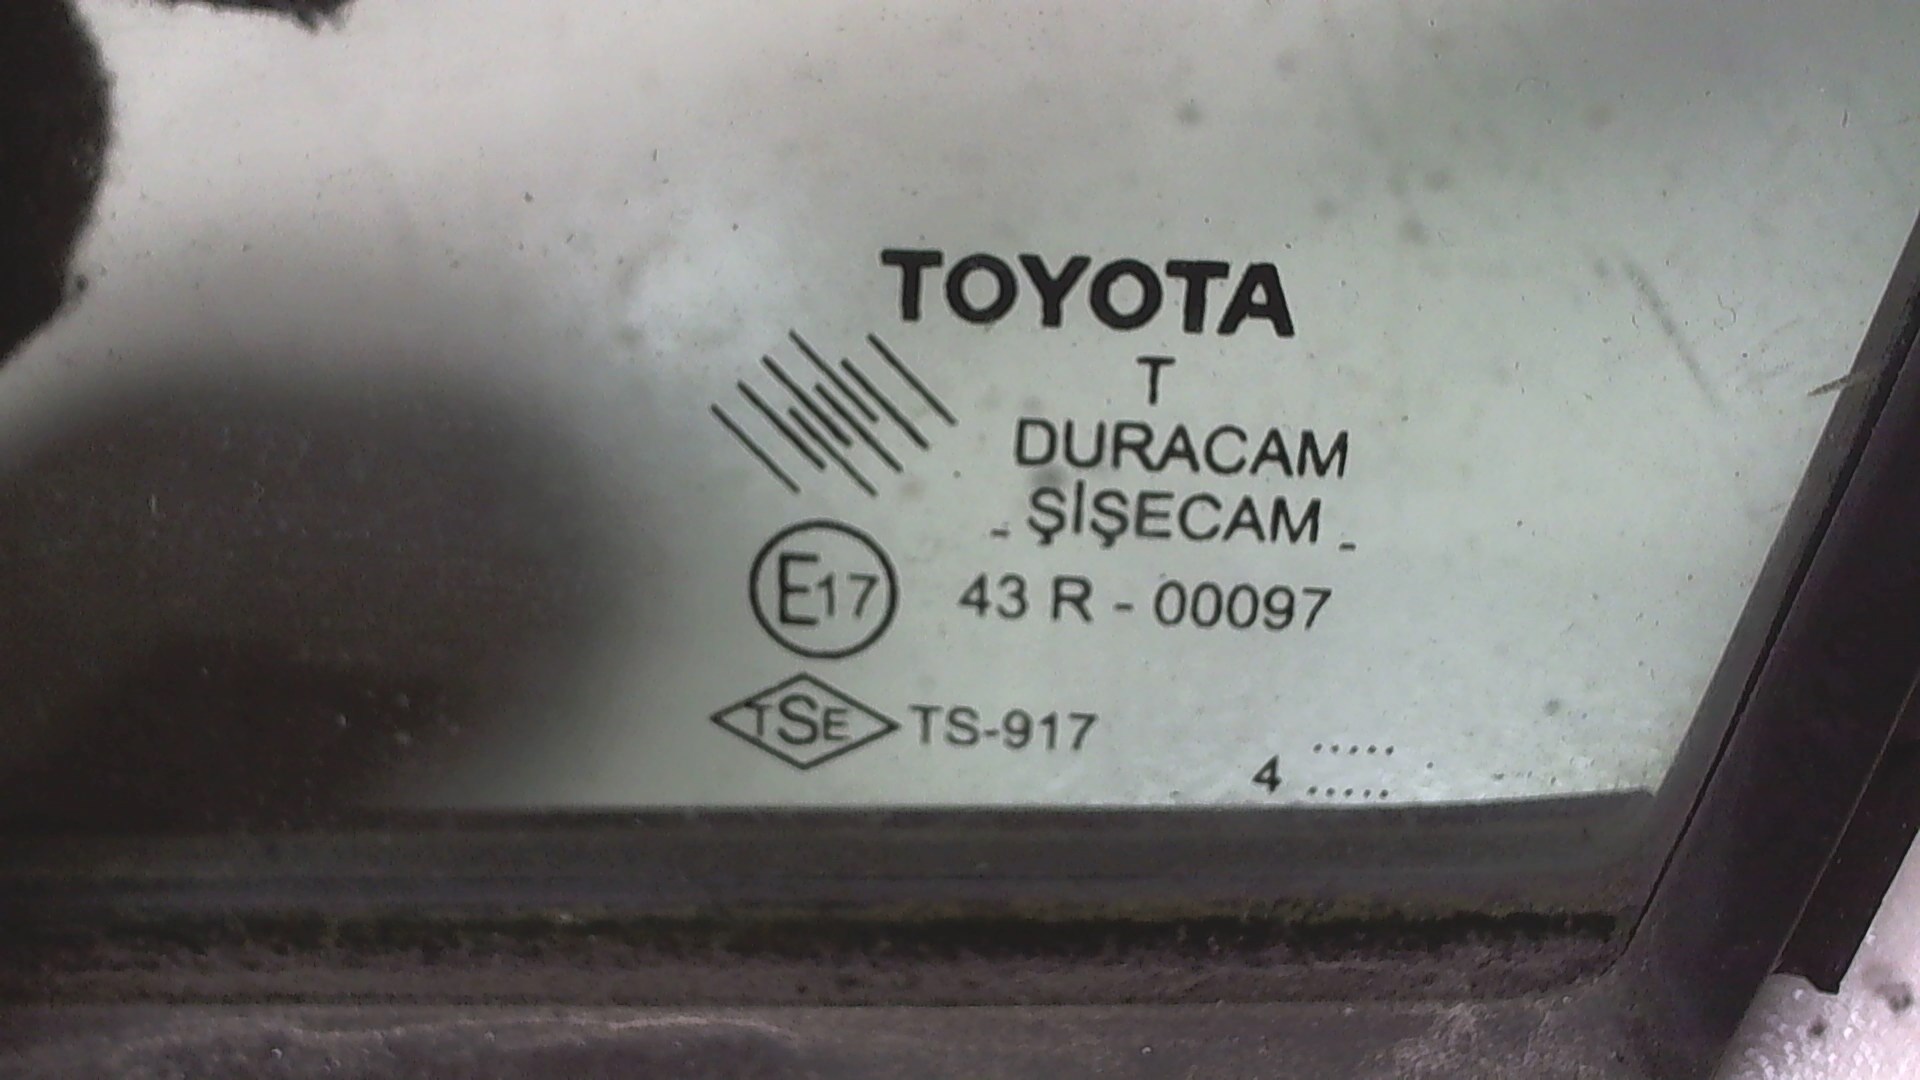 TOYOTA
T
DURACAM
- ŞİŞECAM -
E17 43 R - 00097
TSE TS-917
4 .....
.....